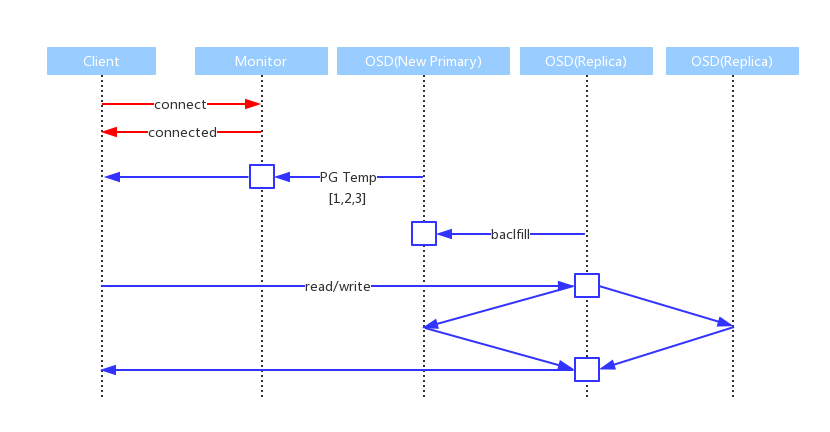 Client
Monitor
OSD(New Primary)
OSD(Replica)
OSD(Replica)
connect
connected
PG Temp
[1,2,3]
baclfill
read/write